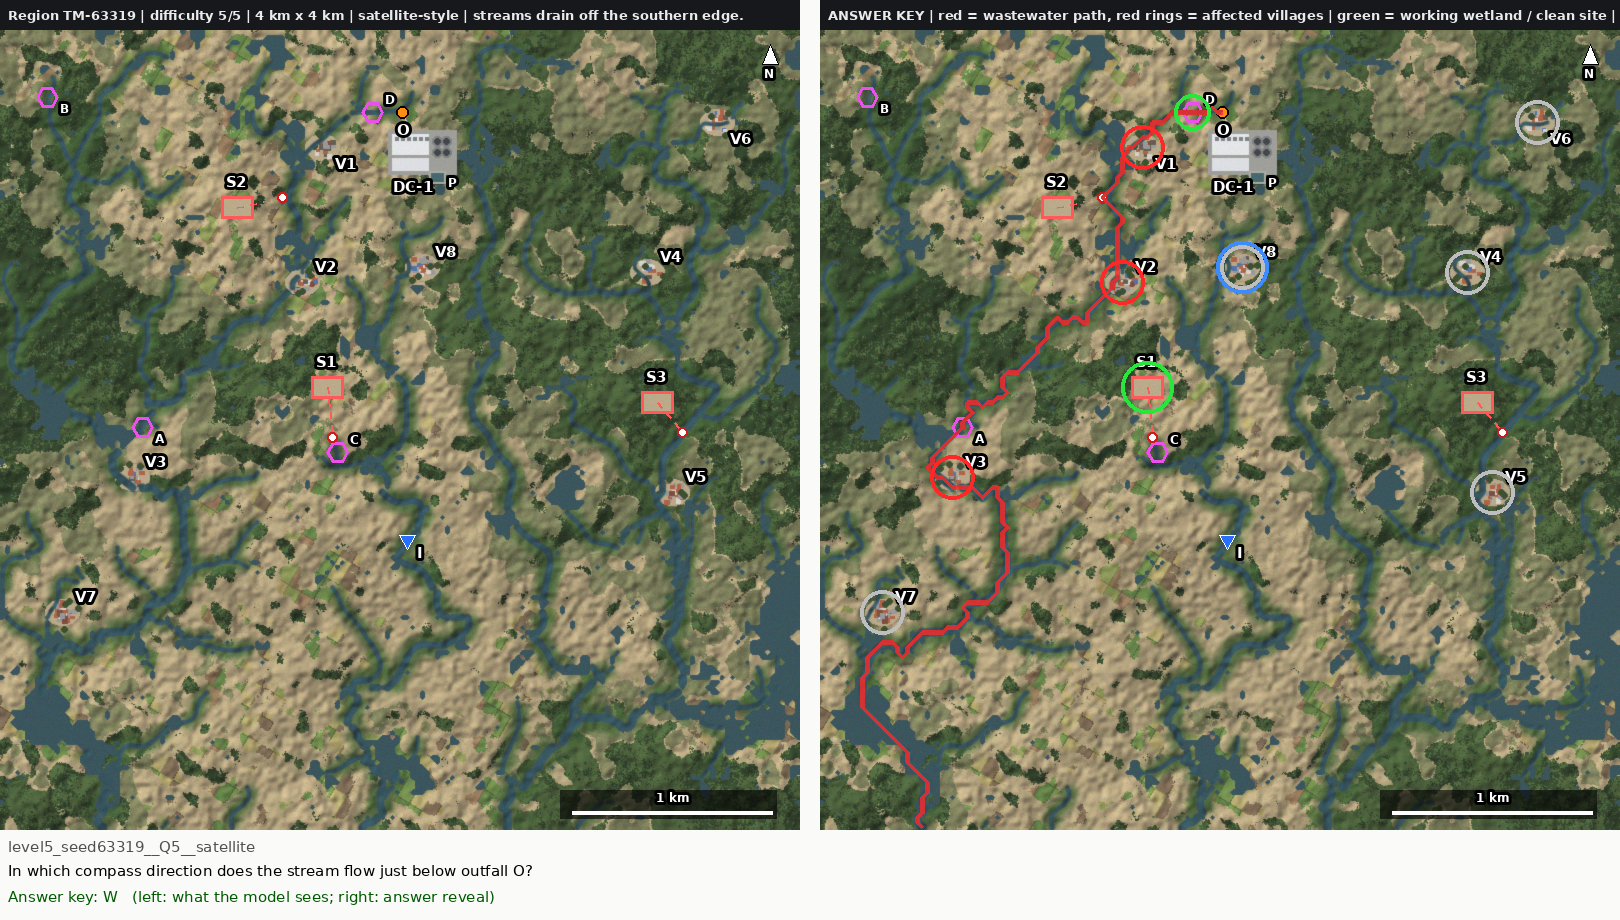 Region TM-63319 | difficulty 5/5 | 4 km x 4 km | satellite-style | streams drain off the southern edge.
N
B
D
O
V1
S2
DC-1
P
V6
V2
V8
V4
S1
S3
A
C
V3
V5
I
V7
1 km
ANSWER KEY | red = wastewater path, red rings = affected villages | green = working wetland / clean site |
N
B
D
O
V1
S2
DC-1
P
V6
V2
V8
V4
S1
S3
A
C
V3
V5
I
V7
1 km
level5_seed63319__Q5__satellite
In which compass direction does the stream flow just below outfall O?
Answer key: W (left: what the model sees; right: answer reveal)